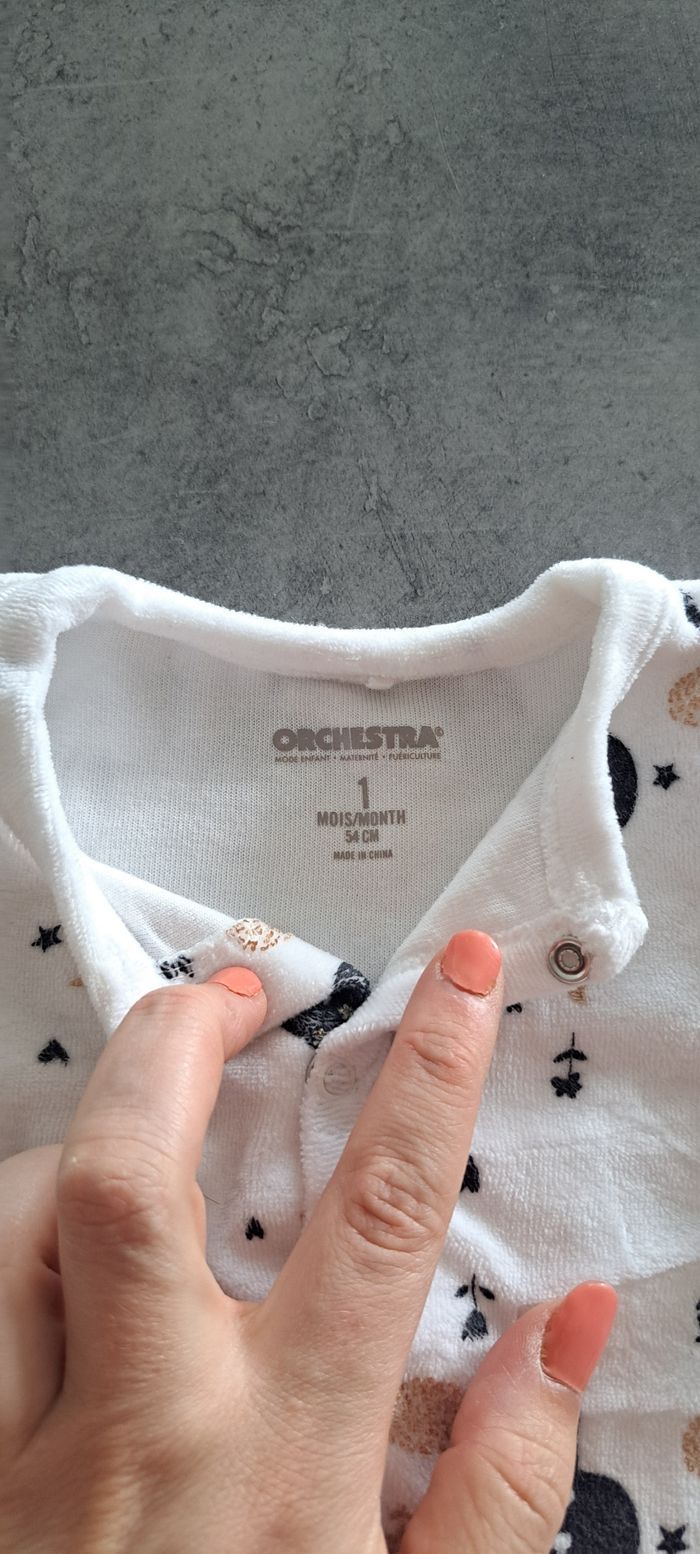 ORCHESTRA®
MODE ENFANT • MATERNITÉ • PUÉRICULTURE
1
MOIS/MONTH
54 CM
MADE IN CHINA